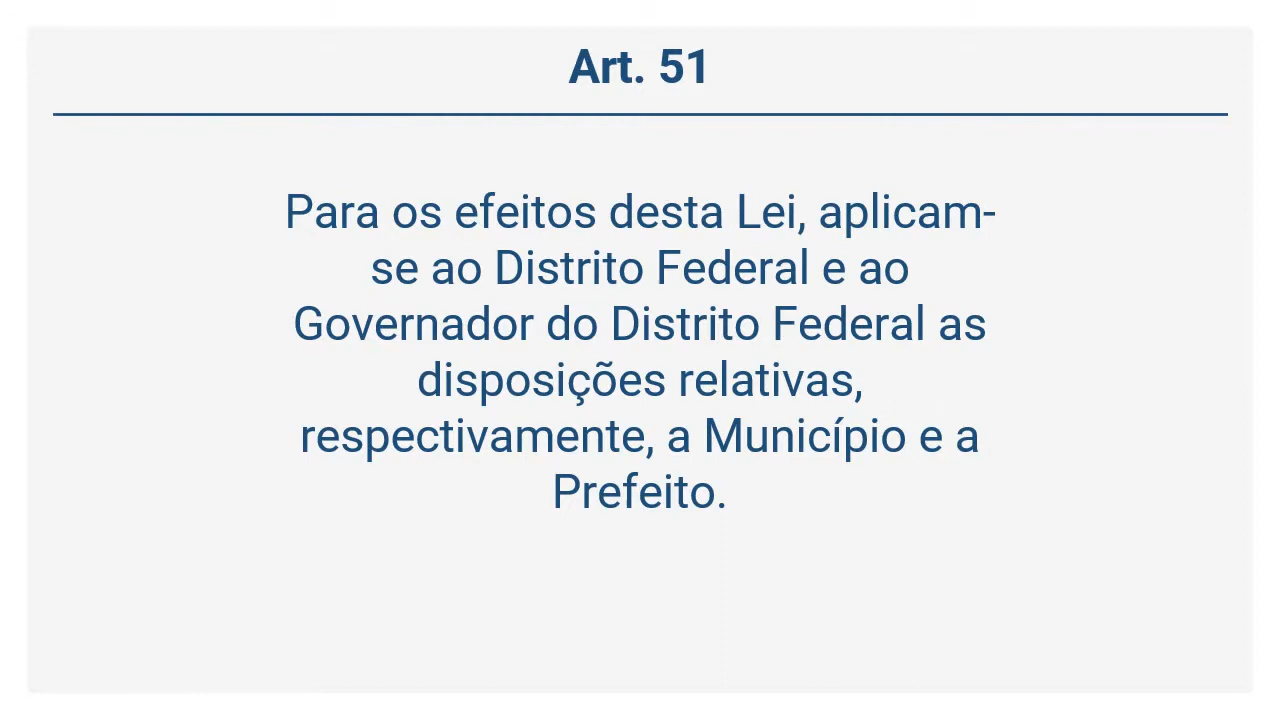 Art. 51
Para os efeitos desta Lei, aplicam-
se ao Distrito Federal e ao
Governador do Distrito Federal as
disposições relativas,
respectivamente, a Município e a
Prefeito.